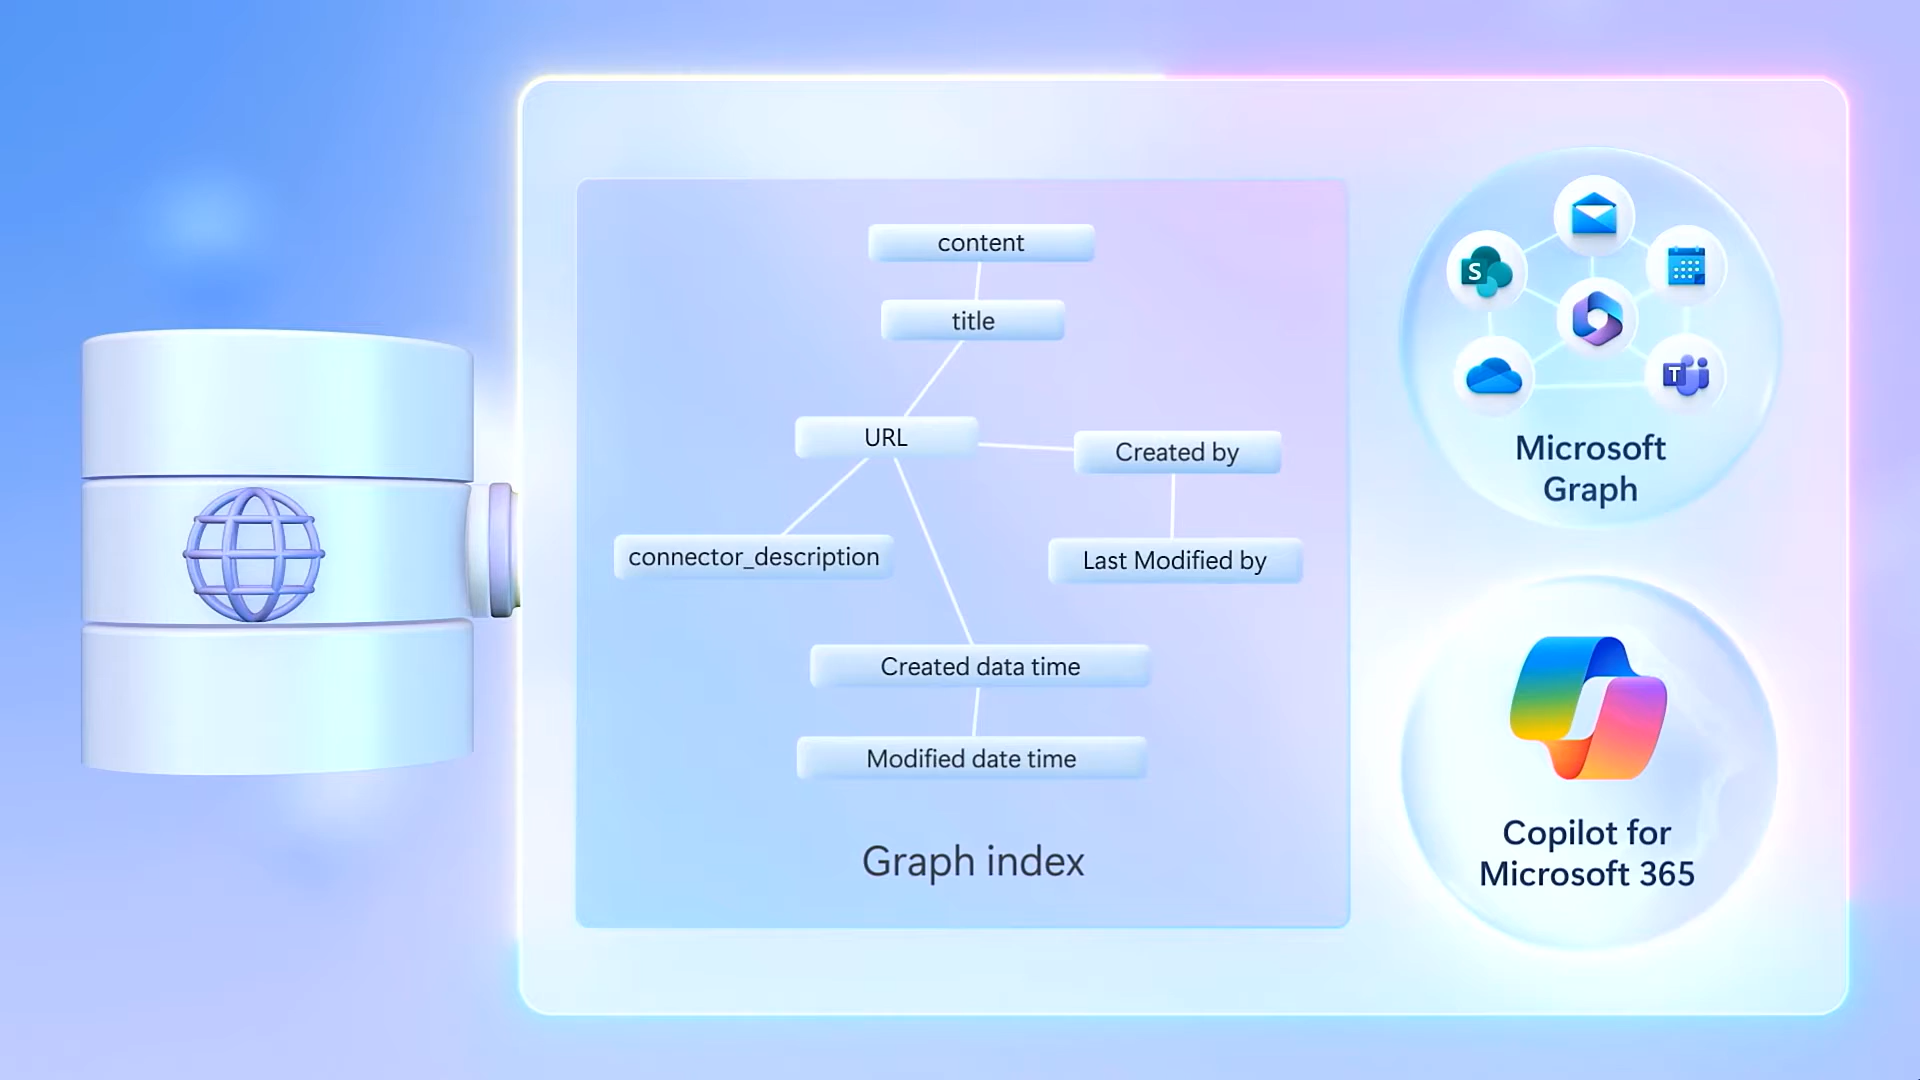 content
title
URL
Created by
connector_description
Last Modified by
Created data time
Modified date time
Graph index
S
T
Microsoft
Graph
Copilot for
Microsoft 365